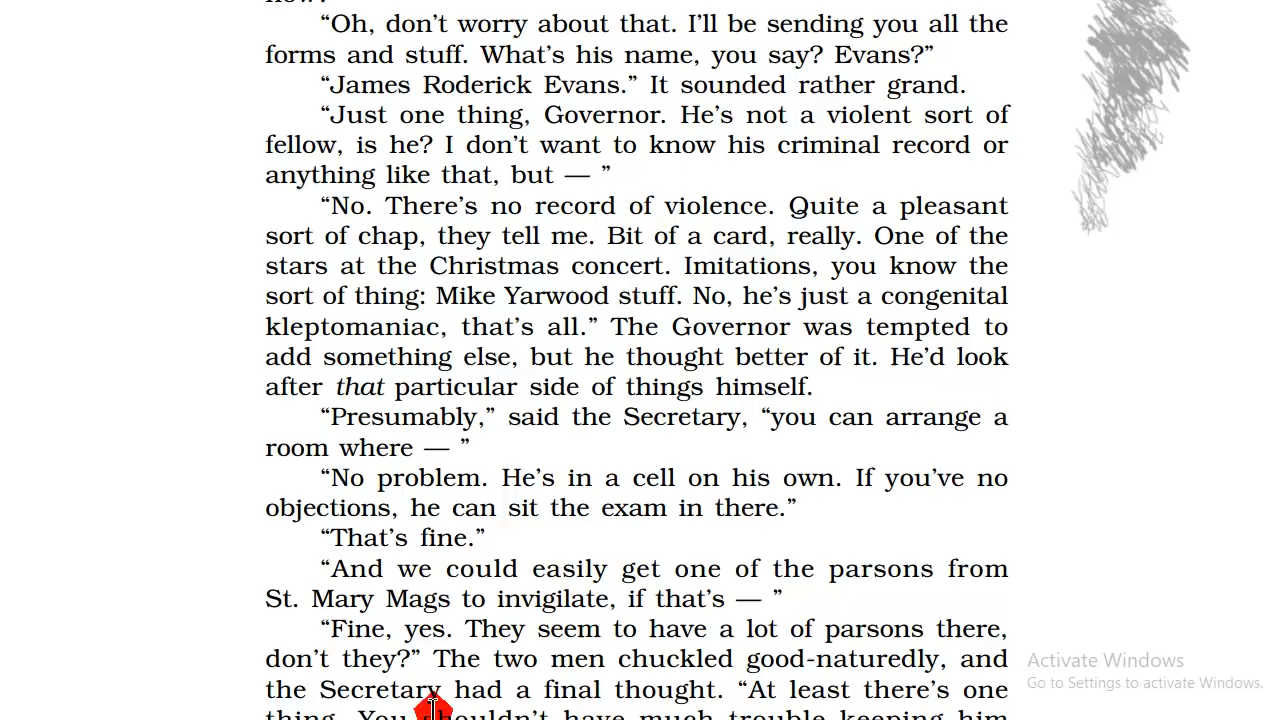 “Oh, don’t worry about that. I’ll be sending you all the
forms and stuff. What’s his name, you say? Evans?”
“James Roderick Evans.” It sounded rather grand.
“Just one thing, Governor. He’s not a violent sort of
fellow, is he? I don’t want to know his criminal record or
anything like that, but — ”
“No. There’s no record of violence. Quite a pleasant
sort of chap, they tell me. Bit of a card, really. One of the
stars at the Christmas concert. Imitations, you know the
sort of thing: Mike Yarwood stuff. No, he’s just a congenital
kleptomaniac, that’s all.” The Governor was tempted to
add something else, but he thought better of it. He’d look
after that particular side of things himself.
“Presumably,” said the Secretary, “you can arrange a
room where — ”
“No problem. He’s in a cell on his own. If you’ve no
objections, he can sit the exam in there.”
“That’s fine.”
“And we could easily get one of the parsons from
St. Mary Mags to invigilate, if that’s — ”
“Fine, yes. They seem to have a lot of parsons there,
don’t they?” The two men chuckled good-naturedly, and
the Secretary had a final thought. “At least there’s one
thing. You shouldn’t have much trouble keeping him
Activate Windows
Go to Settings to activate Windows.